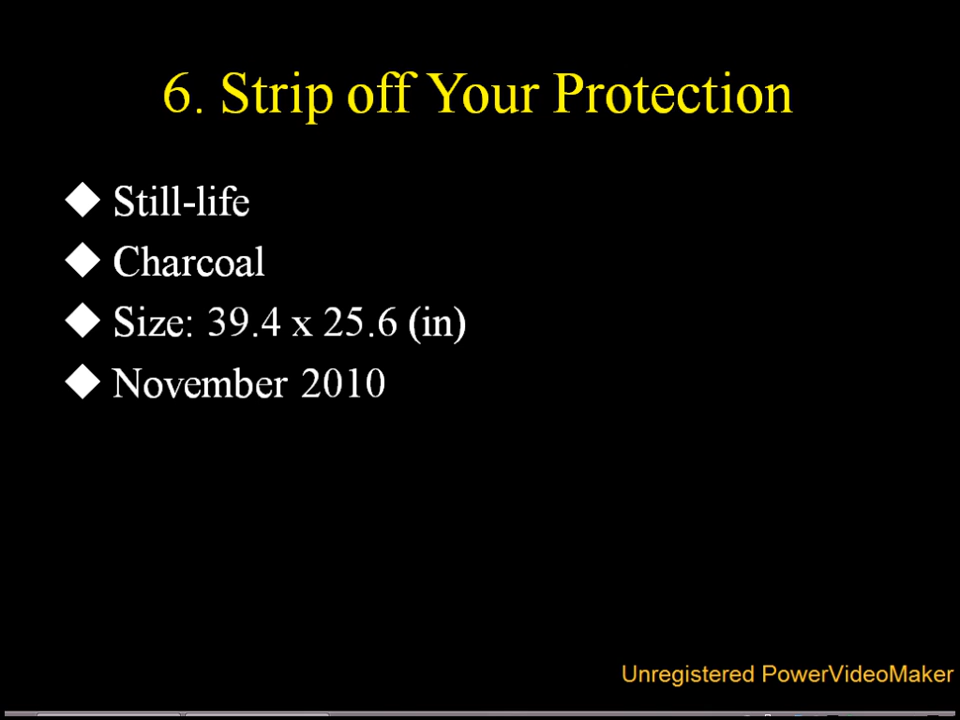 6. Strip off Your Protection
◆ Still-life
◆ Charcoal
◆ Size: 39.4 x 25.6 (in)
◆ November 2010
Unregistered PowerVideoMaker